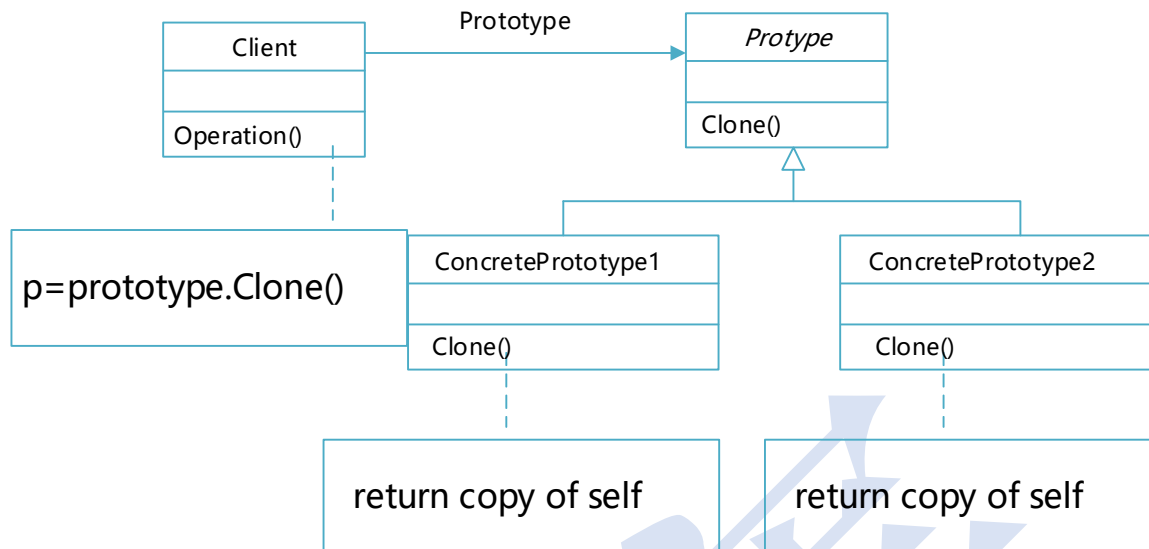 Prototype
Client
Protype
Operation()
Clone()
p=prototype.Clone()
ConcretePrototype1
ConcretePrototype2
Clone()
Clone()
return copy of self
return copy of self